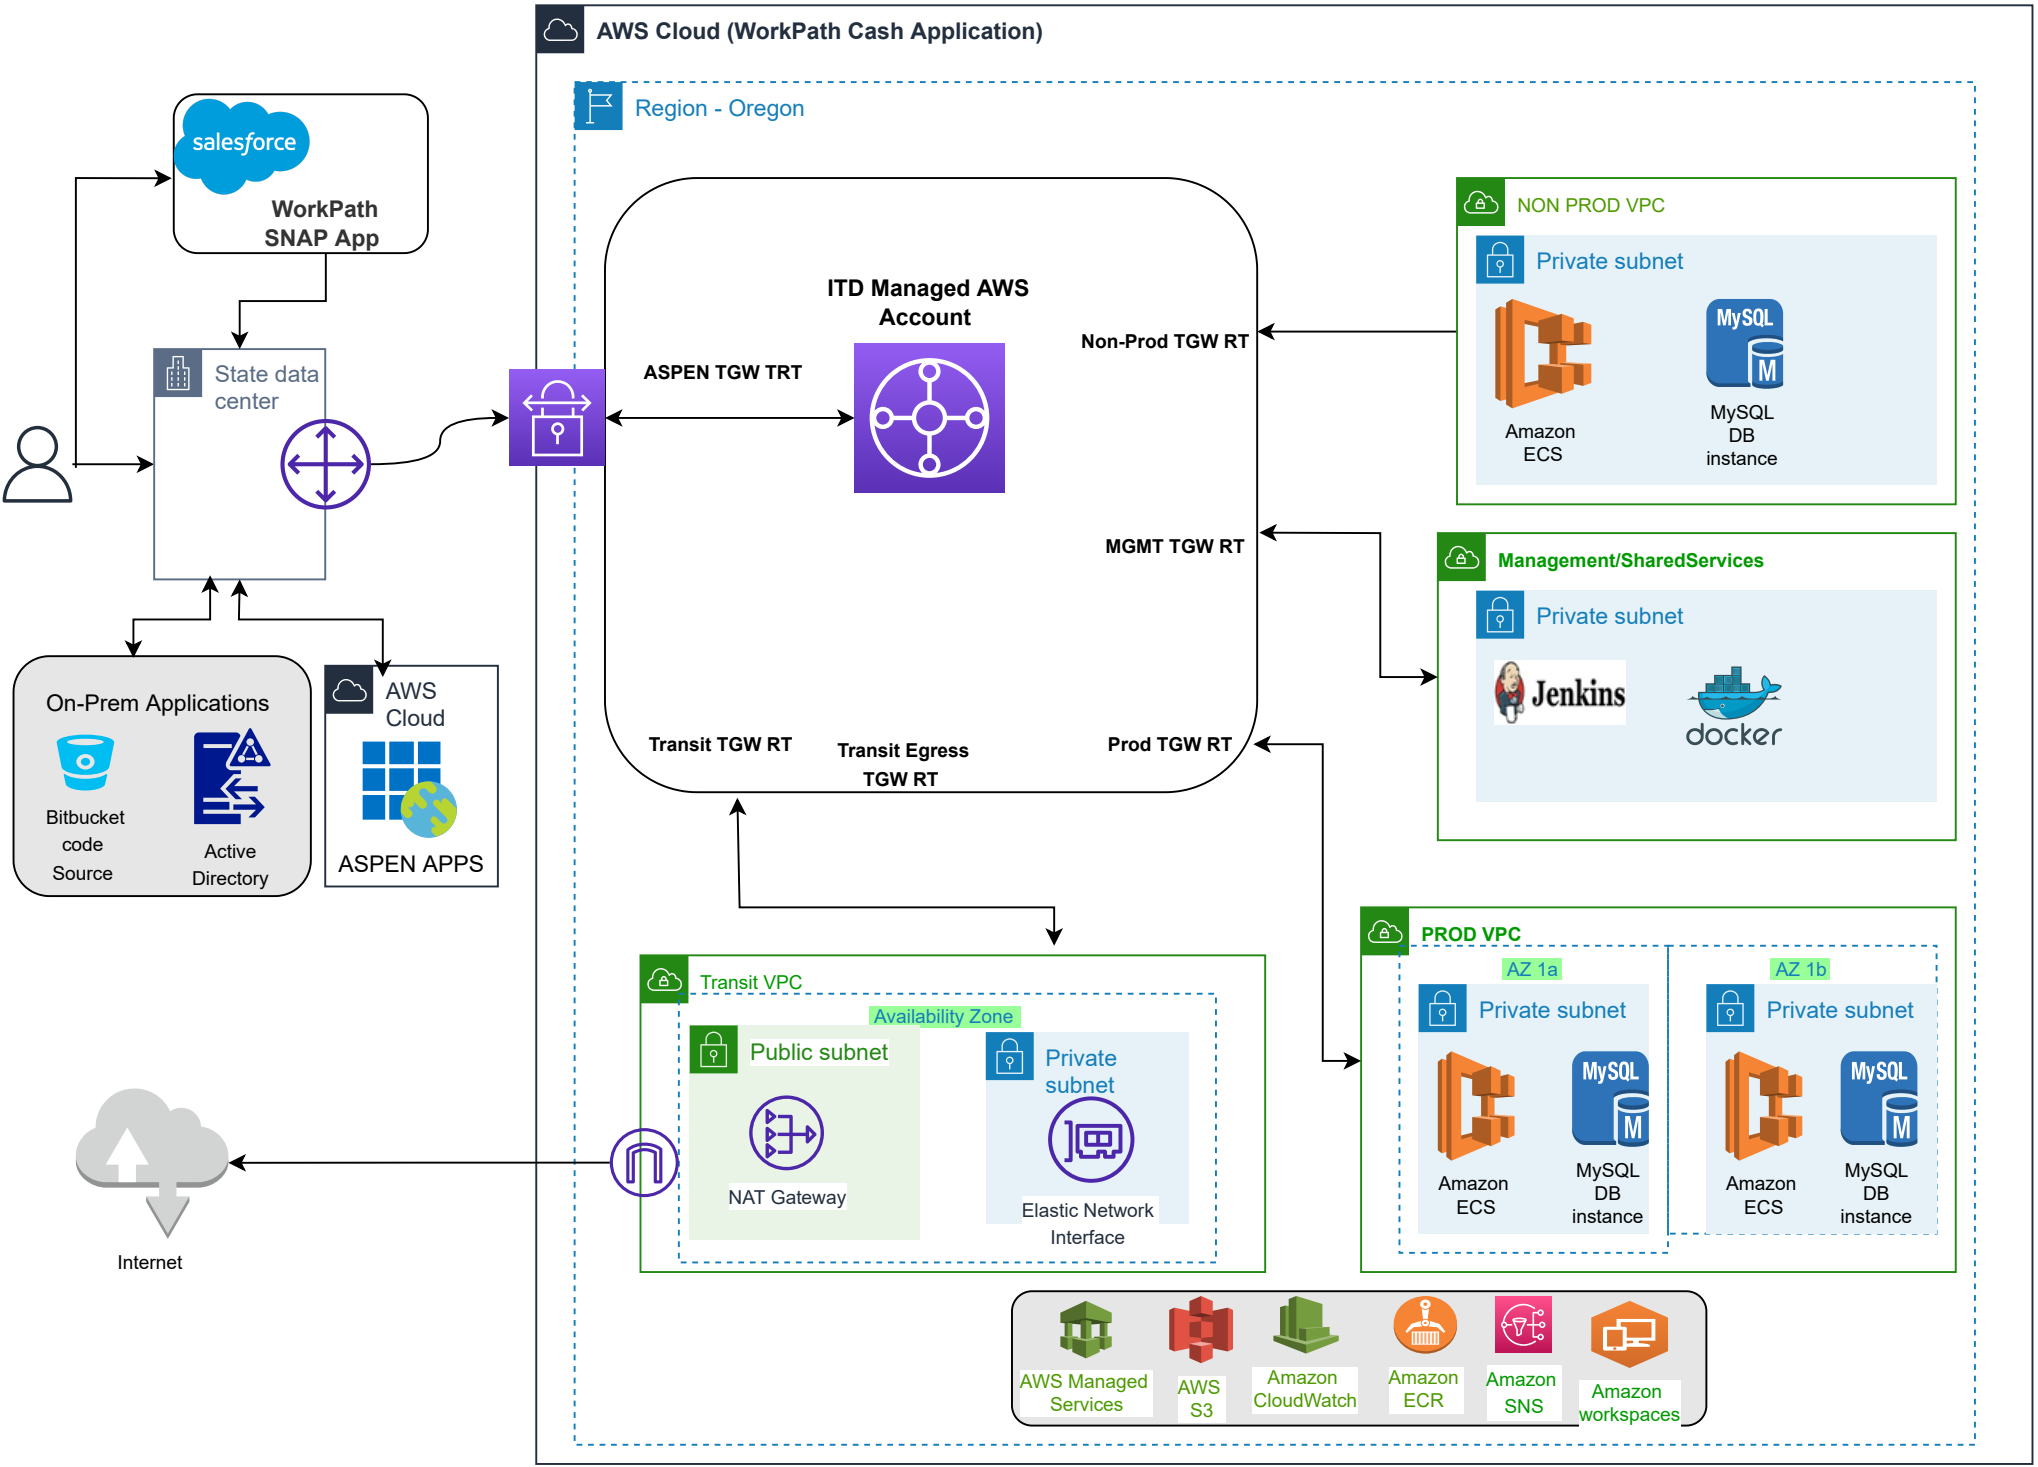 AWS Cloud (WorkPath Cash Application)
Region - Oregon
salesforce
WorkPath
SNAP App
State data
center
ITD Managed AWS
Account
ASPEN TGW TRT
Non-Prod TGW RT
MGMT TGW RT
Transit TGW RT
Transit Egress
TGW RT
Prod TGW RT
NON PROD VPC
Private subnet
Amazon
ECS
MySQL
M
MySQL
DB
instance
Management/SharedServices
Private subnet
Jenkins
docker
On-Prem Applications
Bitbucket
code
Source
Active
Directory
AWS
Cloud
ASPEN APPS
PROD VPC
AZ 1a
Private subnet
Amazon
ECS
MySQL
M
MySQL
DB
instance
AZ 1b
Private subnet
Amazon
ECS
MySQL
M
MySQL
DB
instance
Transit VPC
Availability Zone
Public subnet
NAT Gateway
Private
subnet
Elastic Network
Interface
Internet
AWS Managed
Services
AWS
S3
Amazon
CloudWatch
Amazon
ECR
Amazon
SNS
Amazon
workspaces